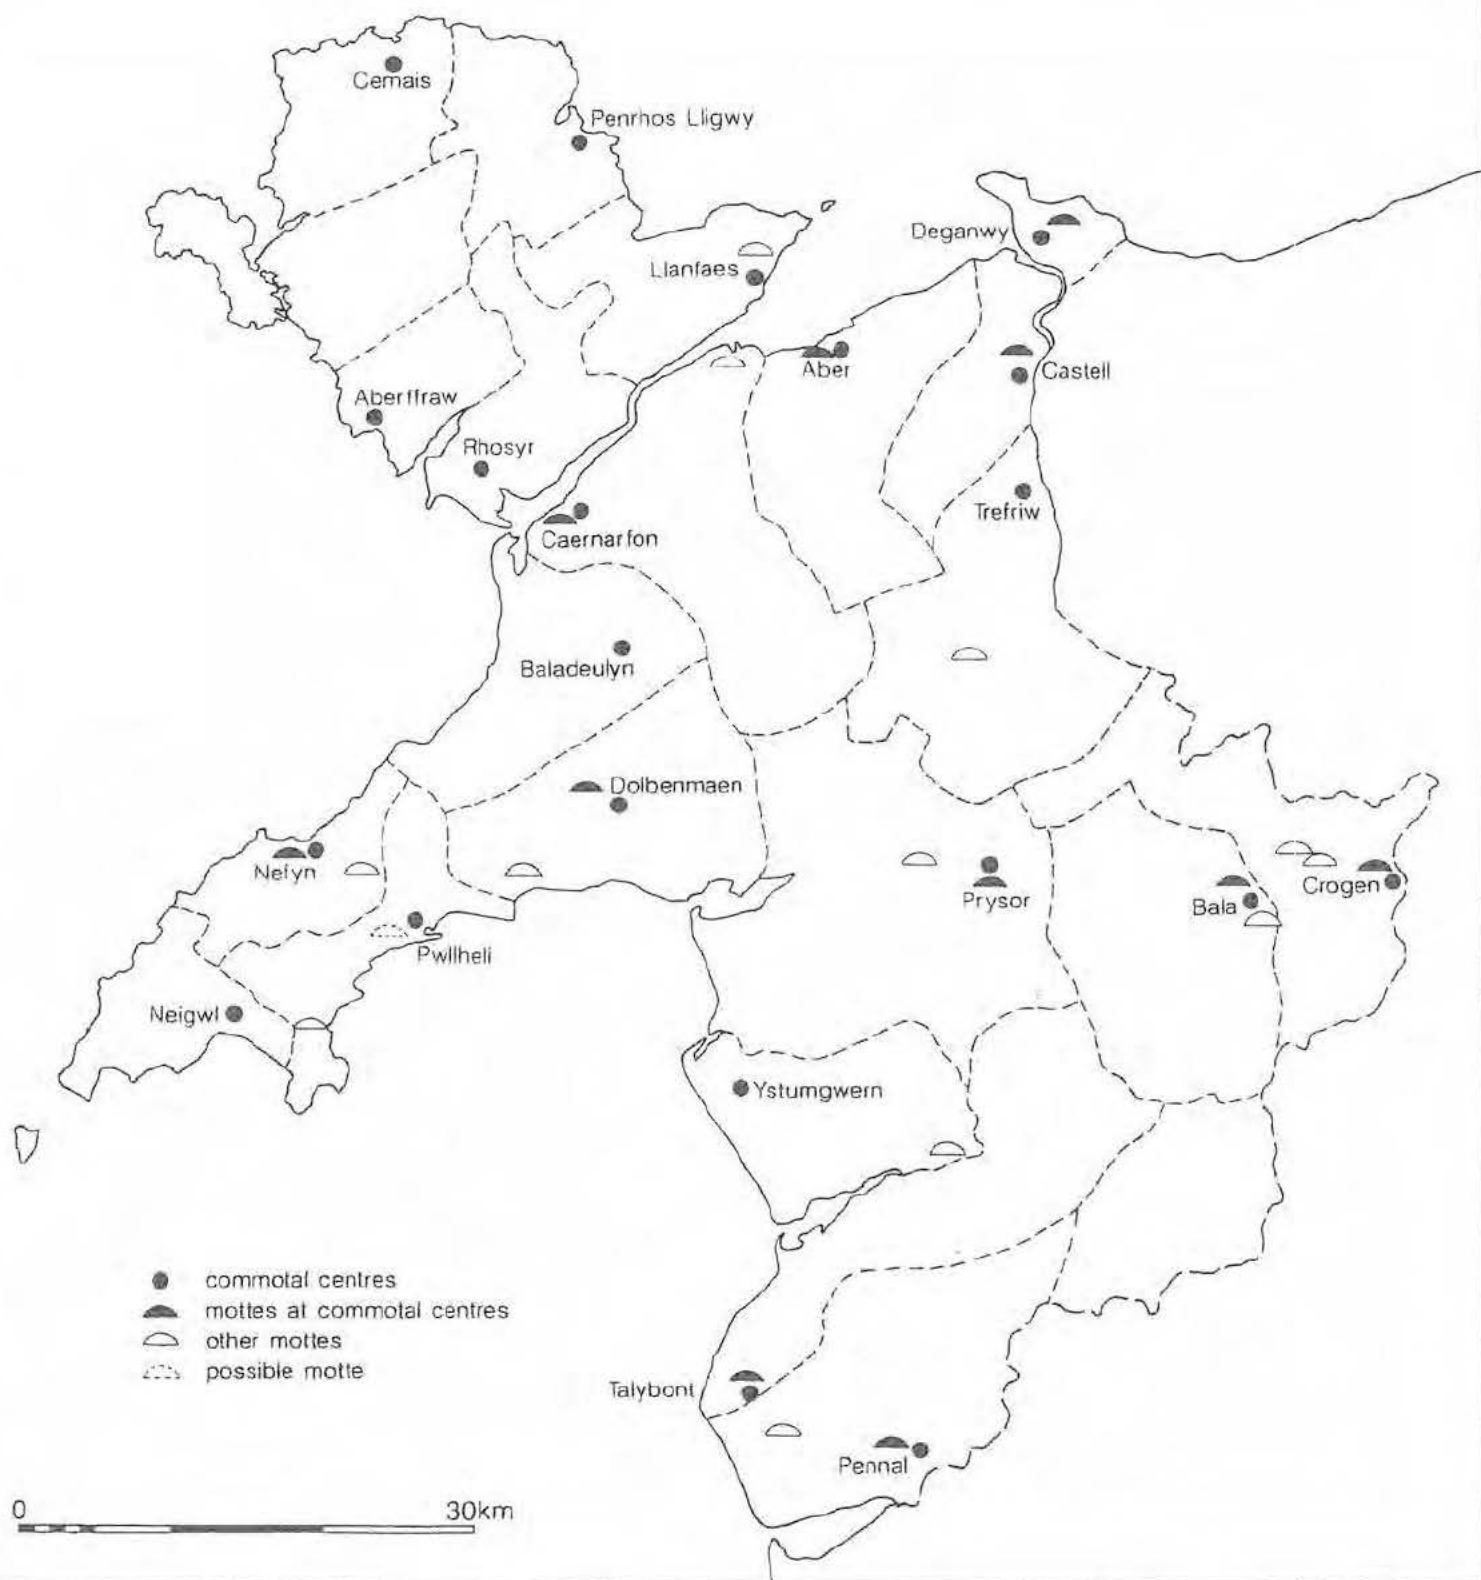 Cemais
Penrhos Lligwy
Deganwy
Llanfaes
Aber
Castell
Aberffraw
Rhosyr
Trefriw
Caernarfon
Baladeulyn
Dolbenmaen
Nefyn
Prysor
Bala
Crogen
Pwllheli
Neigwl
Ystumgwern
commotal centres
mottes at commotal centres
other mottes
possible motte
Talybont
Pennal
0 30km